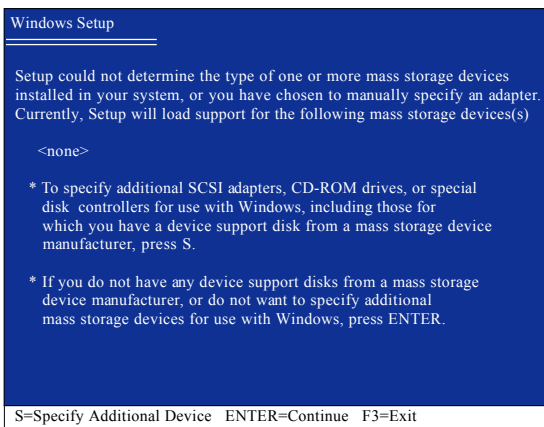 Windows Setup
Setup could not determine the type of one or more mass storage devices
installed in your system, or you have chosen to manually specify an adapter.
Currently, Setup will load support for the following mass storage devices(s)
<none>
* To specify additional SCSI adapters, CD-ROM drives, or special
disk controllers for use with Windows, including those for
which you have a device support disk from a mass storage device
manufacturer, press S.
* If you do not have any device support disks from a mass storage
device manufacturer, or do not want to specify additional
mass storage devices for use with Windows, press ENTER.
S=Specify Additional Device ENTER=Continue F3=Exit